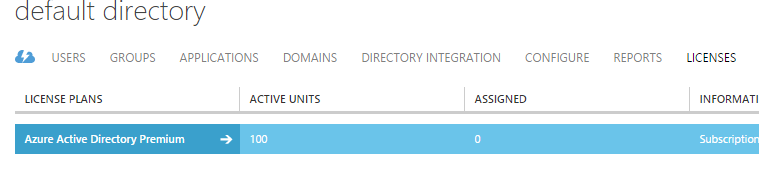 default directory
USERS GROUPS APPLICATIONS DOMAINS DIRECTORY INTEGRATION CONFIGURE REPORTS LICENSES
LICENSE PLANS ACTIVE UNITS ASSIGNED INFORMATI
Azure Active Directory Premium 100 0 Subscription